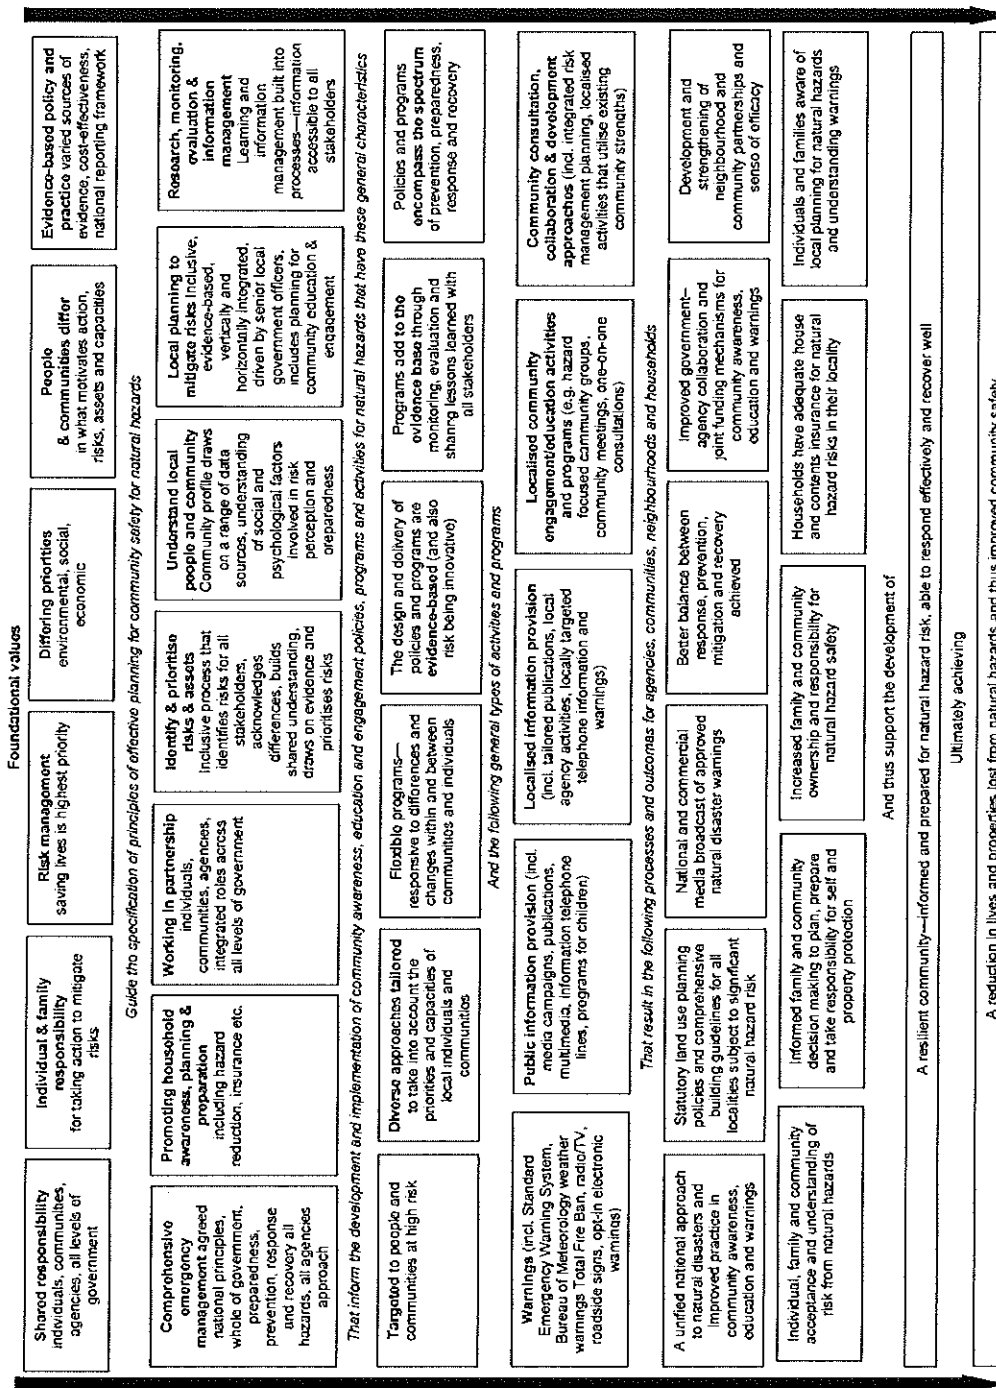 Foundational values
Shared responsibility
individuals, communities,
agencies, all levels of
government
Individual & family
responsibility
for taking action to mitigate
risks
Risk management
saving lives is highest priority
Differing priorities
environmental, social,
economic
People
& communities differ
in what motivates action,
risks, assets and capacities
Evidence-based policy and
practice varied sources of
evidence, cost-effectiveness,
national reporting framework
Guide the specification of principles of effective planning for community safety for natural hazards
Comprehensive
emergency
management agreed
national principles,
whole of government,
preparedness,
prevention, response
and recovery all
hazards, all agencies
approach
Promoting household
awareness, planning &
preparation
including hazard
reduction, insurance etc.
Working in partnership
individuals,
communities, agencies,
integrated roles across
all levels of government
Identify & prioritise
risks & assets
Inclusive process that
identifies risks for all
stakeholders,
acknowledges
differences, builds
shared understanding,
draws on evidence and
prioritises risks
Understand local
people and community
Community profile draws
on a range of data
sources, understanding
of social and
psychological factors
involved in risk
perception and
preparedness
Local planning to
mitigate risks Inclusive,
evidence-based,
vertically and
horizontally integrated,
driven by senior local
government officers,
includes planning for
community education &
engagement
Research, monitoring,
evaluation &
information
management
Learning and
information
management built into
processes—information
accessible to all
stakeholders
That inform the development and implementation of community awareness, education and engagement policies, programs and activities for natural hazards that have these general characteristics
Targeted to people and
communities at high risk
Diverse approaches tailored
to take into account the
priorities and capacities of
local individuals and
communities
Flexible programs—
responsive to differences and
changes within and between
communities and individuals
The design and delivery of
policies and programs are
evidence-based (and also
risk being innovative)
Programs add to the
evidence base through
monitoring, evaluation and
sharing lessons learned with
all stakeholders
Policies and programs
encompass the spectrum
of prevention, preparedness,
response and recovery
And the following general types of activities and programs
Warnings (incl. Standard
Emergency Warning System,
Bureau of Meteorology weather
warnings Total Fire Ban, radio/TV,
roadside signs, opt-in electronic
warnings)
Public information provision (incl.
media campaigns, publications,
multimedia, information telephone
lines, programs for children)
Localised information provision
(incl. tailored publications, local
agency activities, locally targeted
telephone information and
warnings)
Localised community
engagement/education activities
and programs (e.g. hazard
focused community groups,
community meetings, one-on-one
consultations)
Community consultation,
collaboration & development
approaches (incl. integrated risk
management planning, localised
activities that utilise existing
community strengths)
That result in the following processes and outcomes for agencies, communities, neighbourhoods and households
A unified national approach
to natural disasters and
improved practice in
community awareness,
education and warnings
Statutory land use planning
policies and comprehensive
building guidelines for all
localities subject to significant
natural hazard risk
National and commercial
media broadcast of approved
natural disaster warnings
Better balance between
response, prevention,
mitigation and recovery
achieved
Improved government–
agency collaboration and
joint funding mechanisms for
community awareness,
education and warnings
Development and
strengthening of
neighbourhood and
community partnerships and
sense of efficacy
Individual, family and community
acceptance and understanding of
risk from natural hazards
Informed family and community
decision making to plan, prepare
and take responsibility for self and
property protection
Increased family and community
ownership and responsibility for
natural hazard safety
Households have adequate house
and contents insurance for natural
hazard risks in their locality
Individuals and families aware of
local planning for natural hazards
and understanding warnings
And thus support the development of
A resilient community—informed and prepared for natural hazard risk, able to respond effectively and recover well
Ultimately achieving
A reduction in lives and properties lost from natural hazards and thus improved community safety